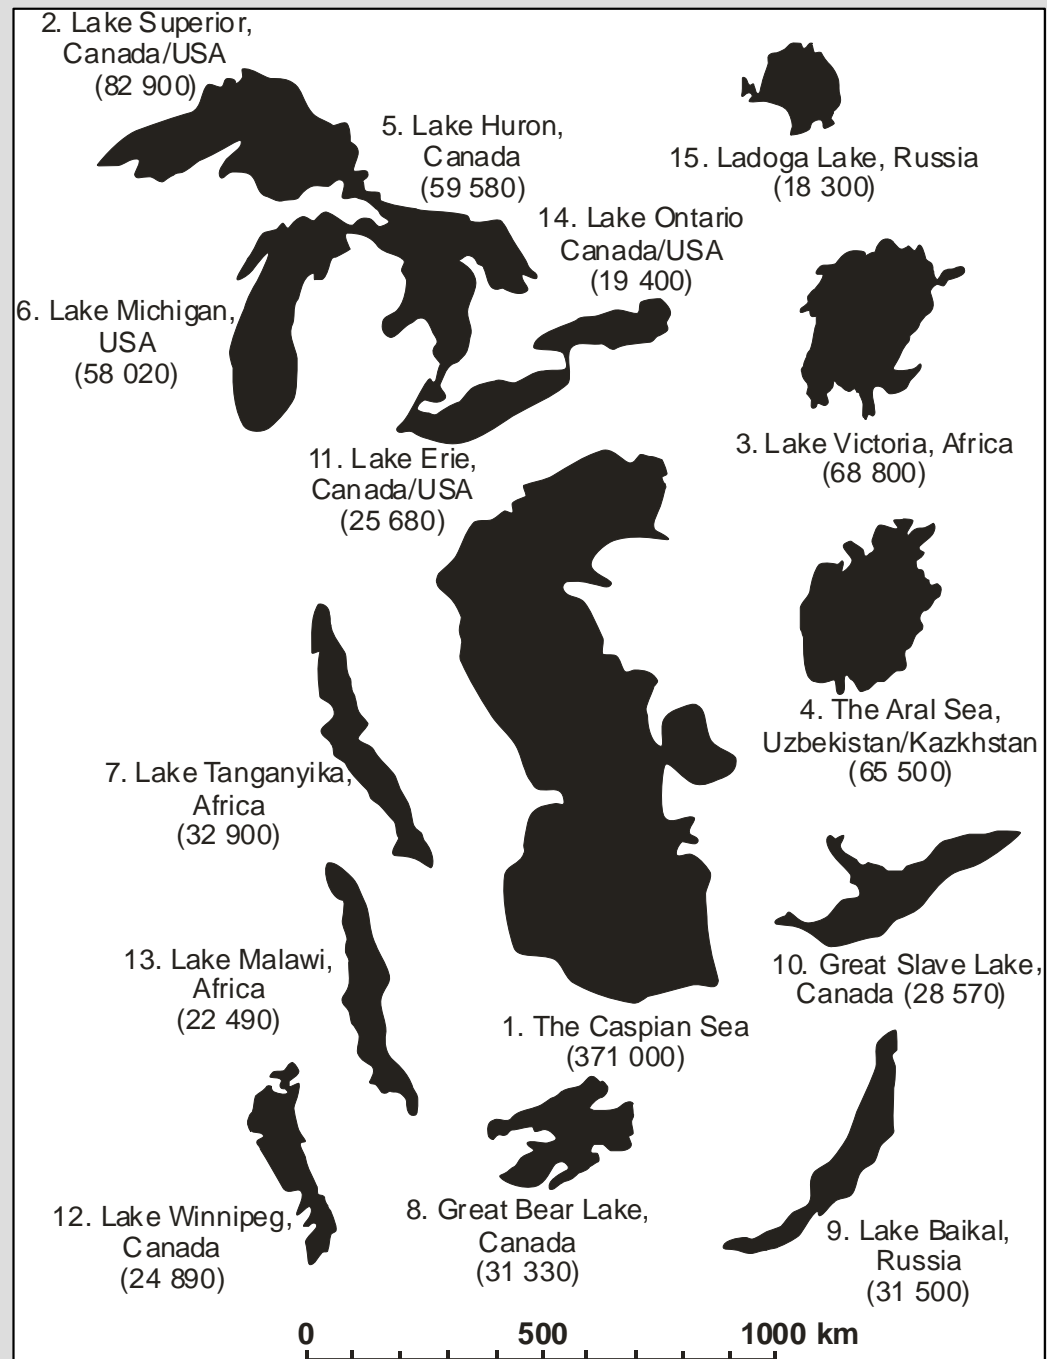 2. Lake Superior,
Canada/USA
(82 900)
5. Lake Huron,
Canada
(59 580)
15. Ladoga Lake, Russia
(18 300)
14. Lake Ontario
Canada/USA
(19 400)
6. Lake Michigan,
USA
(58 020)
3. Lake Victoria, Africa
(68 800)
11. Lake Erie,
Canada/USA
(25 680)
4. The Aral Sea,
Uzbekistan/Kazkhstan
(65 500)
7. Lake Tanganyika,
Africa
(32 900)
13. Lake Malawi,
Africa
(22 490)
10. Great Slave Lake,
Canada (28 570)
1. The Caspian Sea
(371 000)
12. Lake Winnipeg,
Canada
(24 890)
8. Great Bear Lake,
Canada
(31 330)
9. Lake Baikal,
Russia
(31 500)
0 500 1000 km